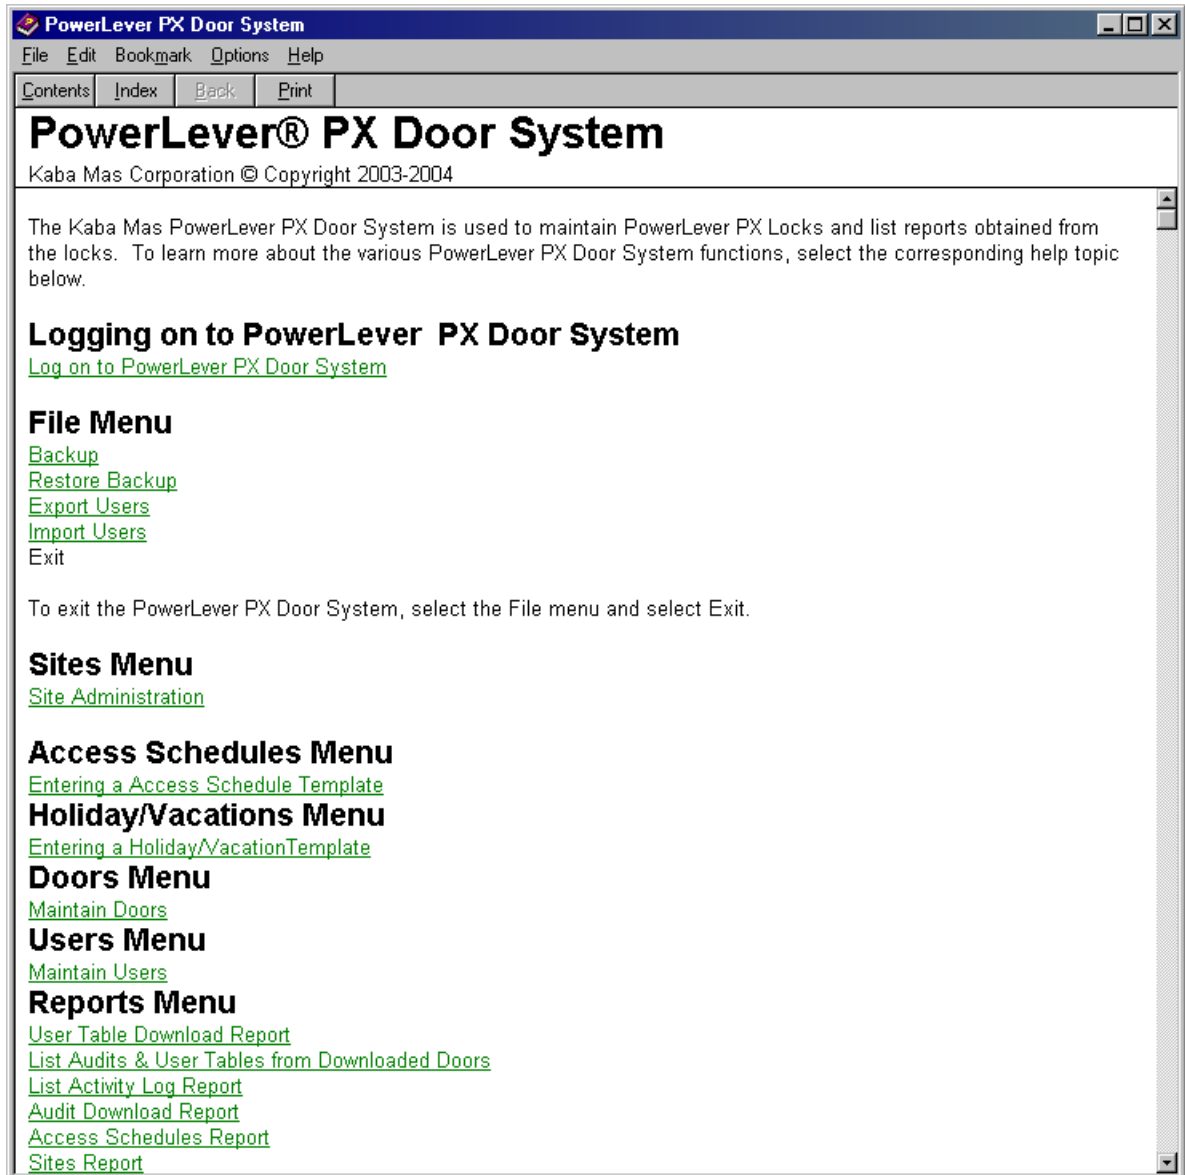 PowerLever PX Door System
File Edit Bookmark Options Help
Contents Index Back Print
PowerLever® PX Door System
Kaba Mas Corporation © Copyright 2003-2004
The Kaba Mas PowerLever PX Door System is used to maintain PowerLever PX Locks and list reports obtained from
the locks. To learn more about the various PowerLever PX Door System functions, select the corresponding help topic
below.
Logging on to PowerLever PX Door System
Log on to PowerLever PX Door System
File Menu
Backup
Restore Backup
Export Users
Import Users
Exit
To exit the PowerLever PX Door System, select the File menu and select Exit.
Sites Menu
Site Administration
Access Schedules Menu
Entering a Access Schedule Template
Holiday/Vacations Menu
Entering a Holiday/VacationTemplate
Doors Menu
Maintain Doors
Users Menu
Maintain Users
Reports Menu
User Table Download Report
List Audits & User Tables from Downloaded Doors
List Activity Log Report
Audit Download Report
Access Schedules Report
Sites Report